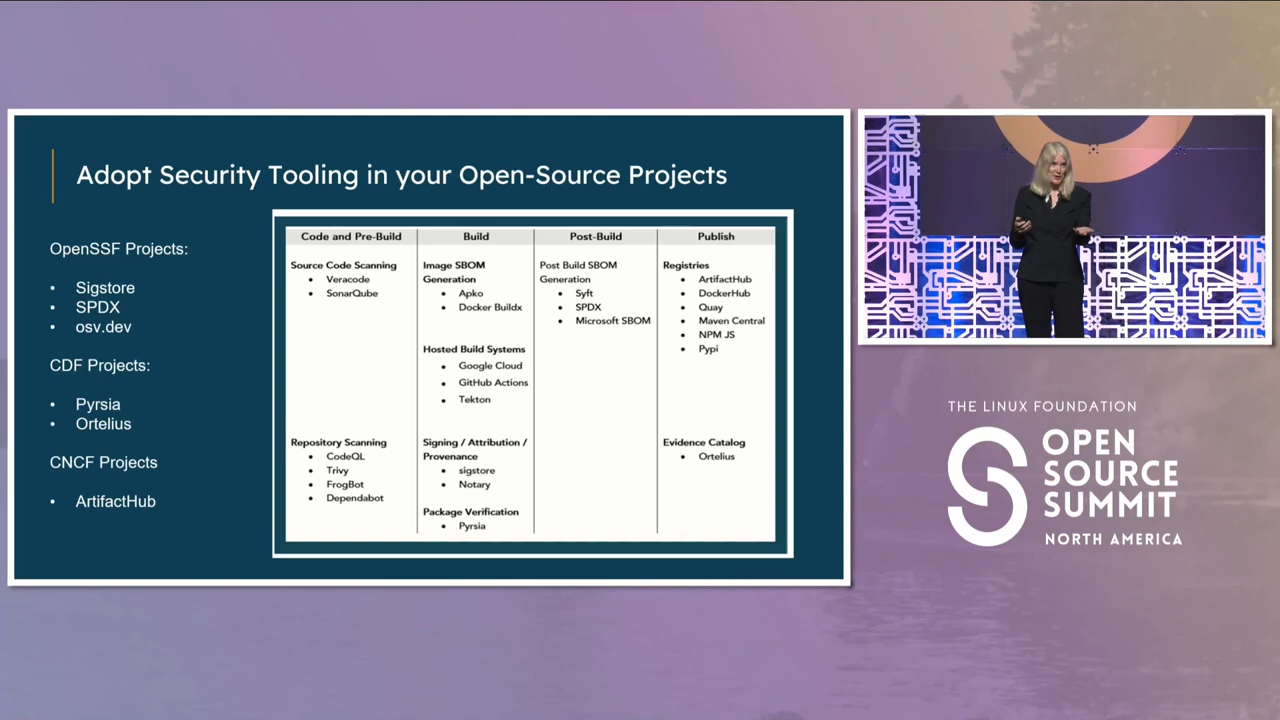 Adopt Security Tooling in your Open-Source Projects
OpenSSF Projects:
• Sigstore
• SPDX
• osv.dev
CDF Projects:
• Pyrsia
• Ortelius
CNCF Projects
• ArtifactHub
Code and Pre-Build
Source Code Scanning
• Veracode
• SonarQube
Repository Scanning
• CodeQL
• Trivy
• FrogBot
• Dependabot
Build
Image SBOM
Generation
• Apko
• Docker Buildx
Hosted Build Systems
• Google Cloud
• GitHub Actions
• Tekton
Signing / Attribution /
Provenance
• sigstore
• Notary
Package Verification
• Pyrsia
Post-Build
Post Build SBOM
Generation
• Syft
• SPDX
• Microsoft SBOM
Publish
Registries
• ArtifactHub
• DockerHub
• Quay
• Maven Central
• NPM JS
• Pypi
Evidence Catalog
• Ortelius
THE LINUX FOUNDATION
OPEN
SOURCE
SUMMIT
NORTH AMERICA